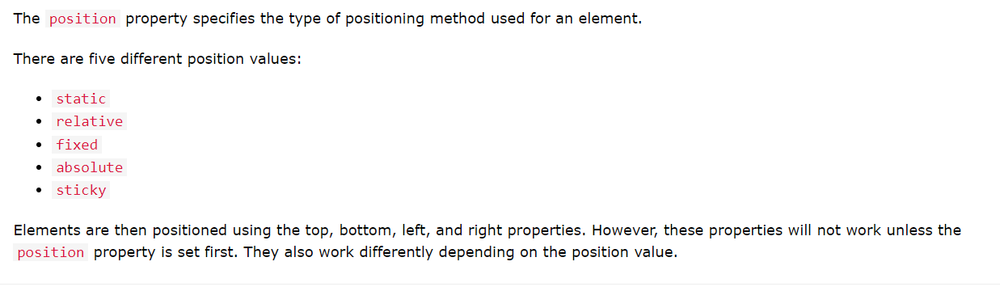 The position property specifies the type of positioning method used for an element.
There are five different position values:
static
relative
fixed
absolute
sticky
Elements are then positioned using the top, bottom, left, and right properties. However, these properties will not work unless the
position property is set first. They also work differently depending on the position value.